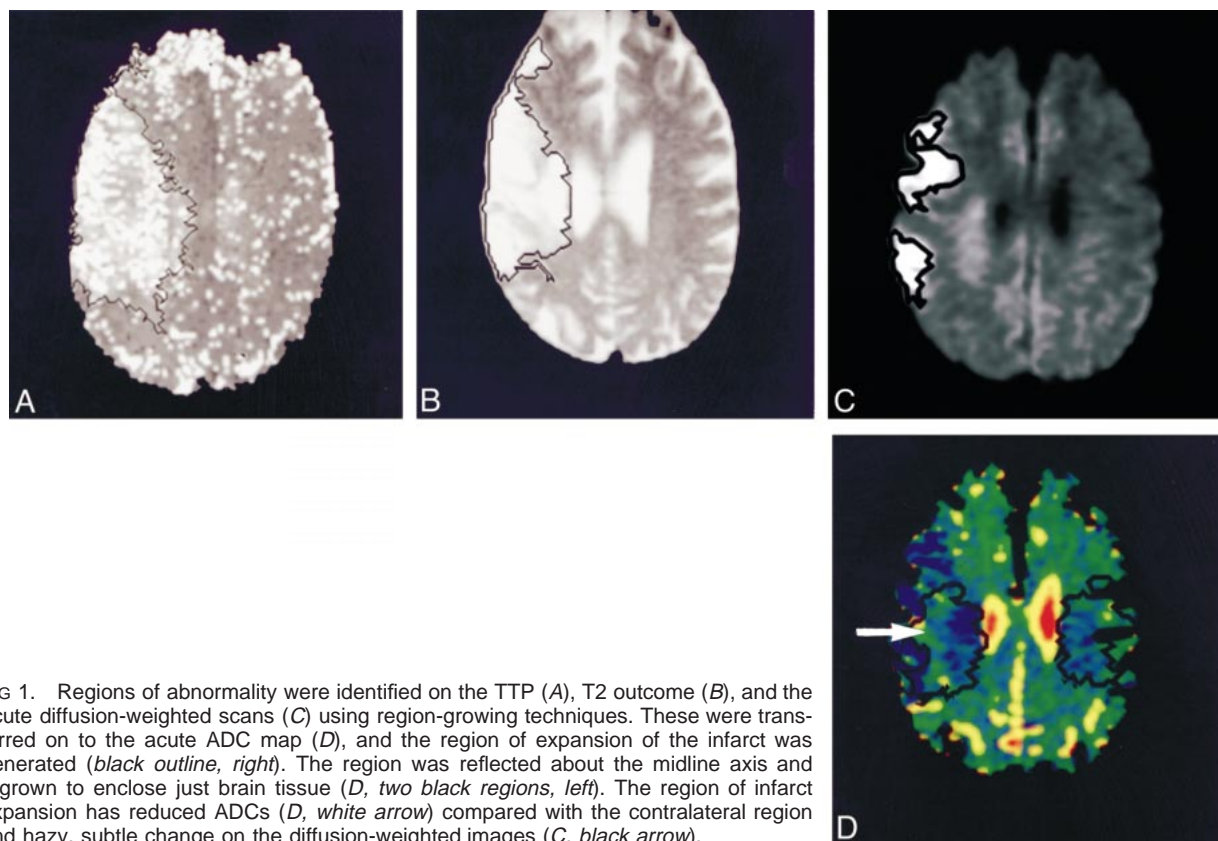 A
B
C
D
G 1. Regions of abnormality were identified on the TTP (A), T2 outcome (B), and the
cute diffusion-weighted scans (C) using region-growing techniques. These were trans-
rred on to the acute ADC map (D), and the region of expansion of the infarct was
enerated (black outline, right). The region was reflected about the midline axis and
grown to enclose just brain tissue (D, two black regions, left). The region of infarct
xpansion has reduced ADCs (D, white arrow) compared with the contralateral region
nd hazy, subtle change on the diffusion-weighted images (C, black arrow).